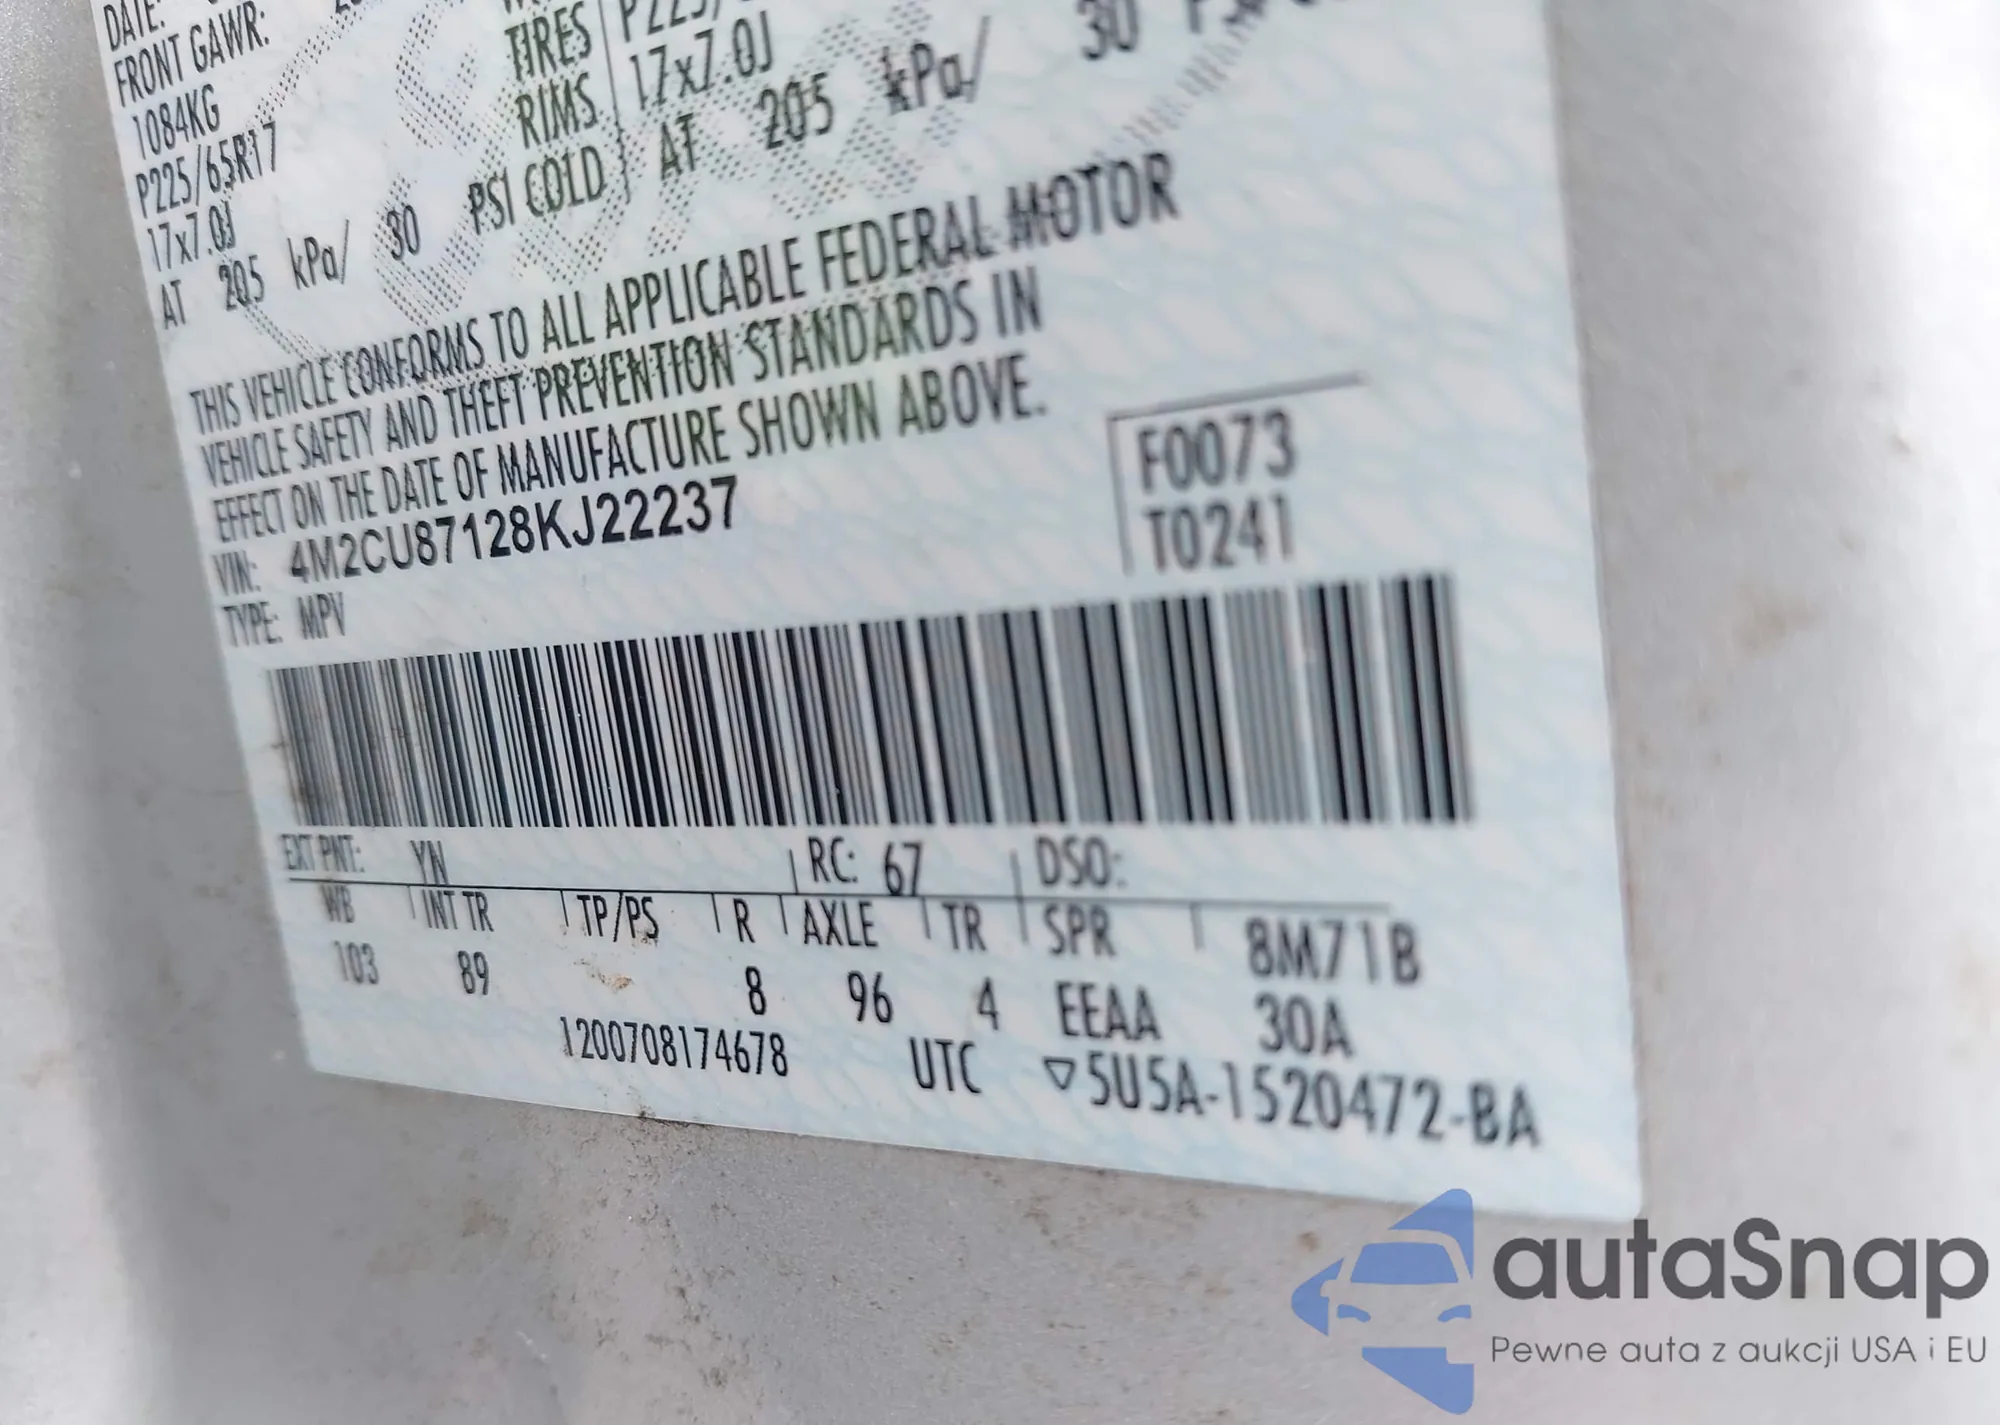 DATE:
FRONT GAWR:
1084KG
P225/65R17
17x7.0J
AT 205 kPa/ 30 PSI COLD
TIRES
RIMS 17x7.0J
AT 205 kPa/ 30
THIS VEHICLE CONFORMS TO ALL APPLICABLE FEDERAL MOTOR
VEHICLE SAFETY AND THEFT PREVENTION STANDARDS IN
EFFECT ON THE DATE OF MANUFACTURE SHOWN ABOVE.
VIN: 4M2CU87128KJ22237
TYPE: MPV
F0073
T0241
EXT PNT: YN RC: 67 DSO:
WB INT TR TP/PS R AXLE TR SPR 8M71B
103 89 8 96 4 EEAA 30A
1200708174678 UTC ▽5U5A-1520472-BA
autaSnap
Pewne auta z aukcji USA i EU